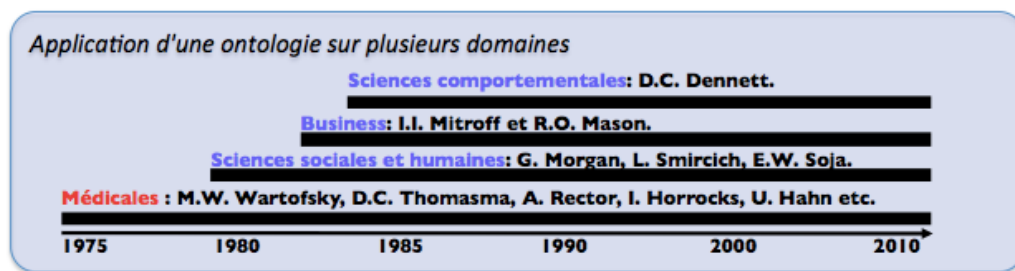 Application d'une ontologie sur plusieurs domaines
Sciences comportementales: D.C. Dennett.
Business: I.I. Mitroff et R.O. Mason.
Sciences sociales et humaines: G. Morgan, L. Smircich, E.W. Soja.
Médicales : M.W. Wartofsky, D.C. Thomasma, A. Rector, I. Horrocks, U. Hahn etc.
1975 1980 1985 1990 2000 2010